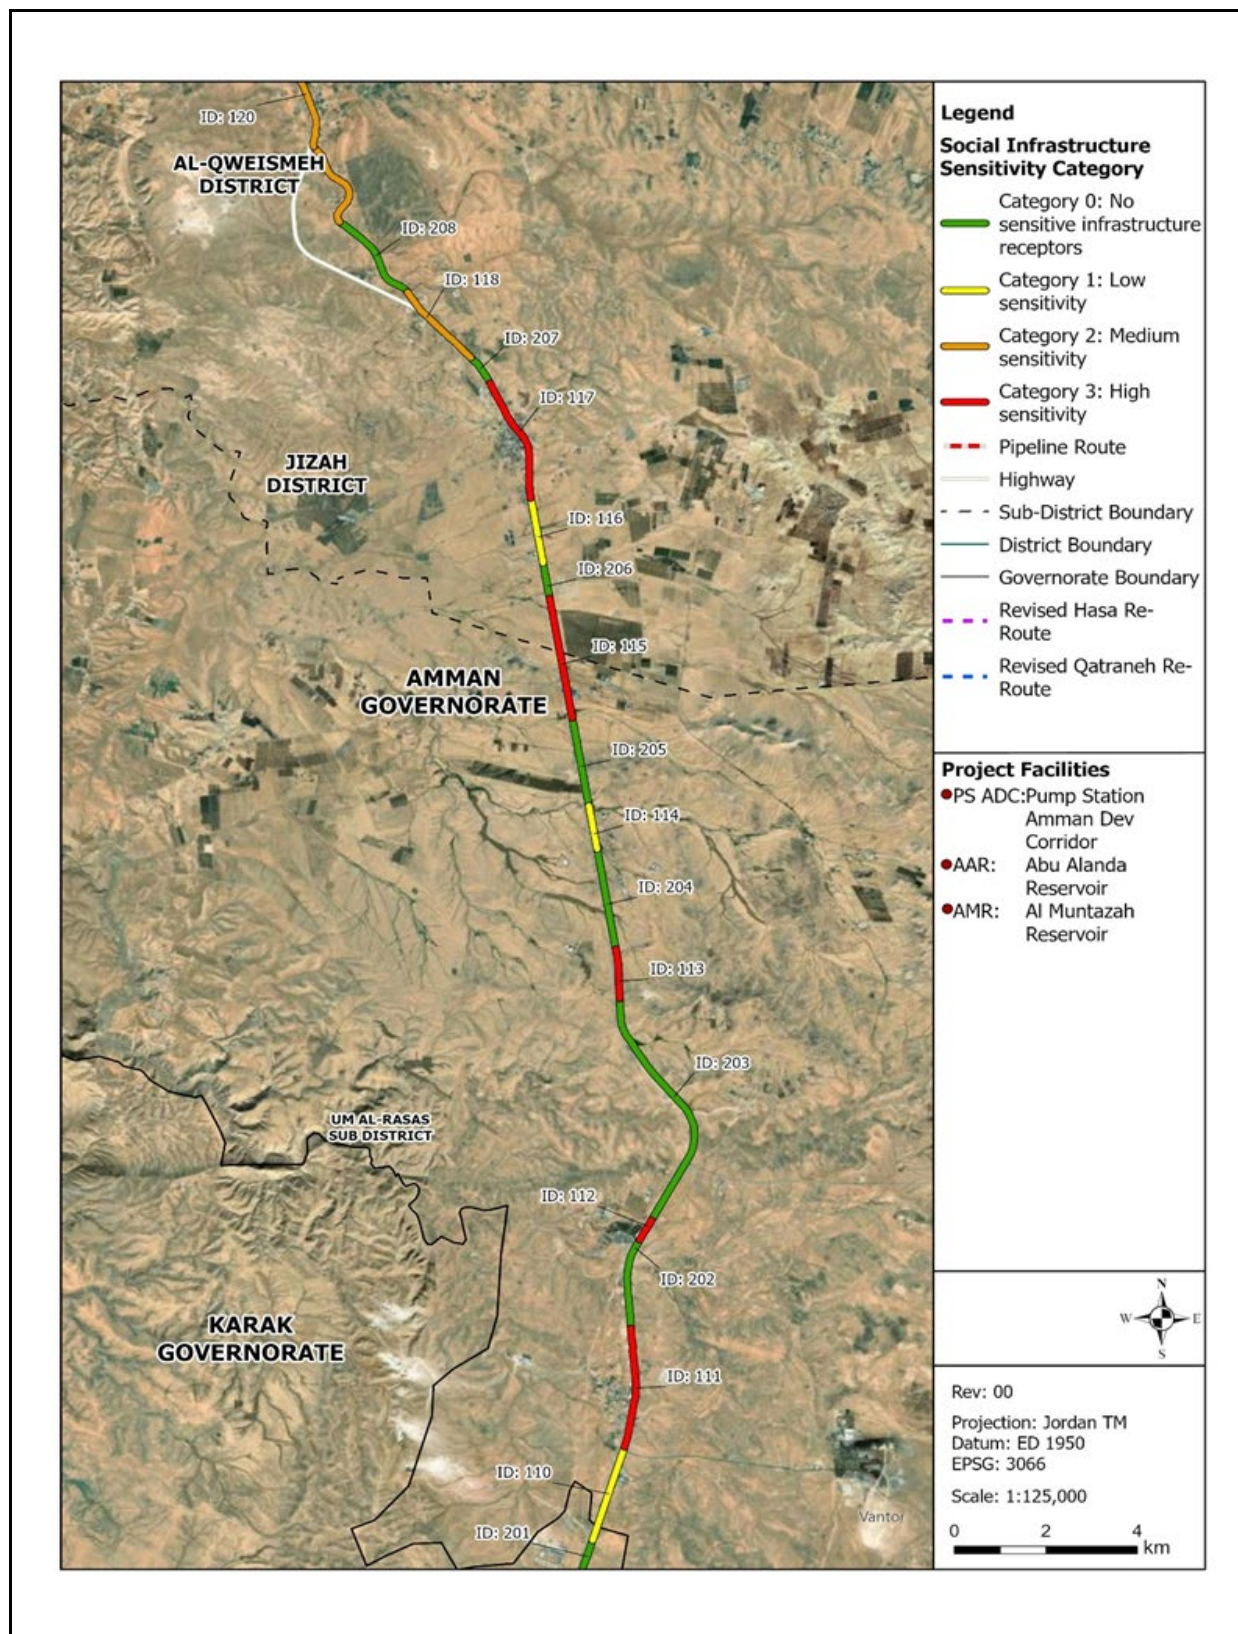 ID: 120
AL-QWEISMEH
DISTRICT
ID: 208
ID: 118
ID: 207
ID: 117
JIZAH
DISTRICT
ID: 116
ID: 206
ID: 115
AMMAN
GOVERNORATE
ID: 205
ID: 114
ID: 204
ID: 113
ID: 203
UM AL-RASAS
SUB DISTRICT
ID: 112
ID: 202
KARAK
GOVERNORATE
ID: 111
ID: 110
ID: 201
Vantor
Legend
Social Infrastructure
Sensitivity Category
Category 0: No
sensitive infrastructure
receptors
Category 1: Low
sensitivity
Category 2: Medium
sensitivity
Category 3: High
sensitivity
Pipeline Route
Highway
Sub-District Boundary
District Boundary
Governorate Boundary
Revised Hasa Re-
Route
Revised Qatraneh Re-
Route
Project Facilities
PS ADC:Pump Station
Amman Dev
Corridor
AAR: Abu Alanda
Reservoir
AMR: Al Muntazah
Reservoir
N
W E
S
Rev: 00
Projection: Jordan TM
Datum: ED 1950
EPSG: 3066
Scale: 1:125,000
0 2 4
km